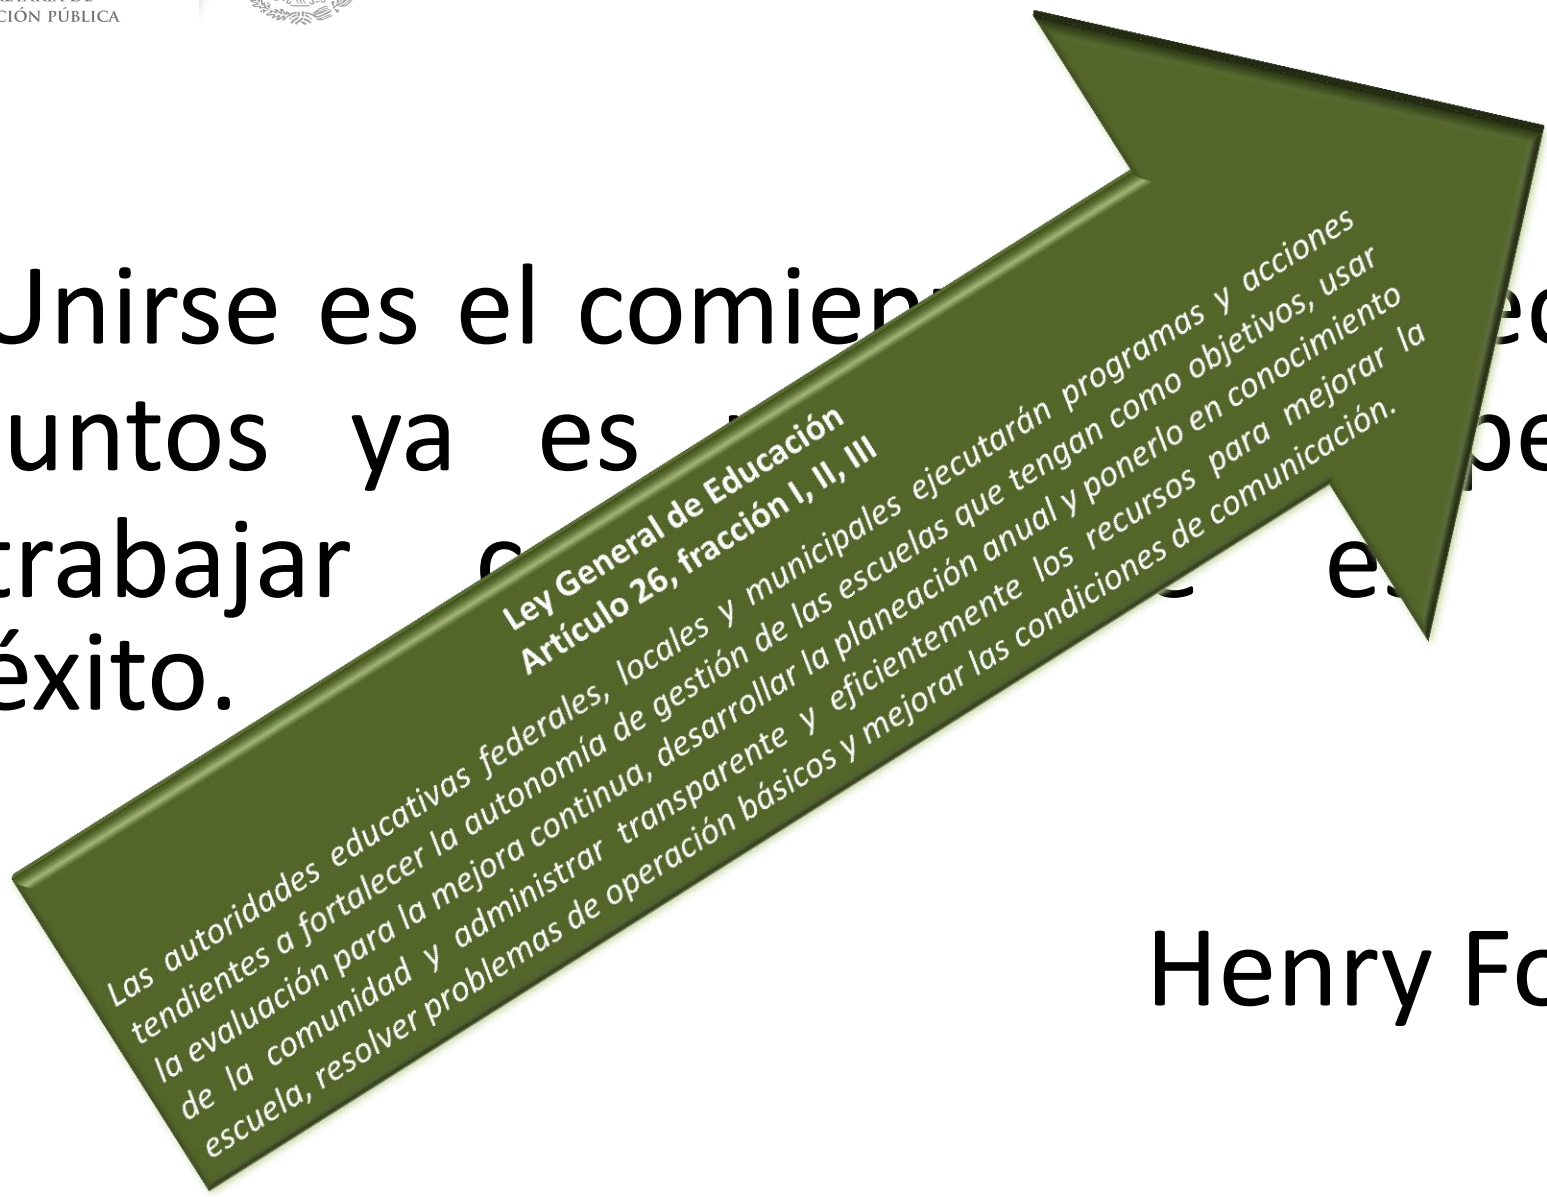 CIÓN PÚBLICA
Unirse es el
juntos ya es
trabajar
éxito.
Henry
Ley General de Educación
Artículo 26, fracción I, II, III
Las autoridades educativas federales, locales y municipales ejecutarán programas y acciones
tendientes a fortalecer la autonomía de gestión de las escuelas que tengan como objetivos, usar
la evaluación para la mejora continua, desarrollar la planeación anual y ponerlo en conocimiento
de la comunidad y administrar transparente y eficientemente los recursos para mejorar la
escuela, resolver problemas de operación básicos y mejorar las condiciones de comunicación.